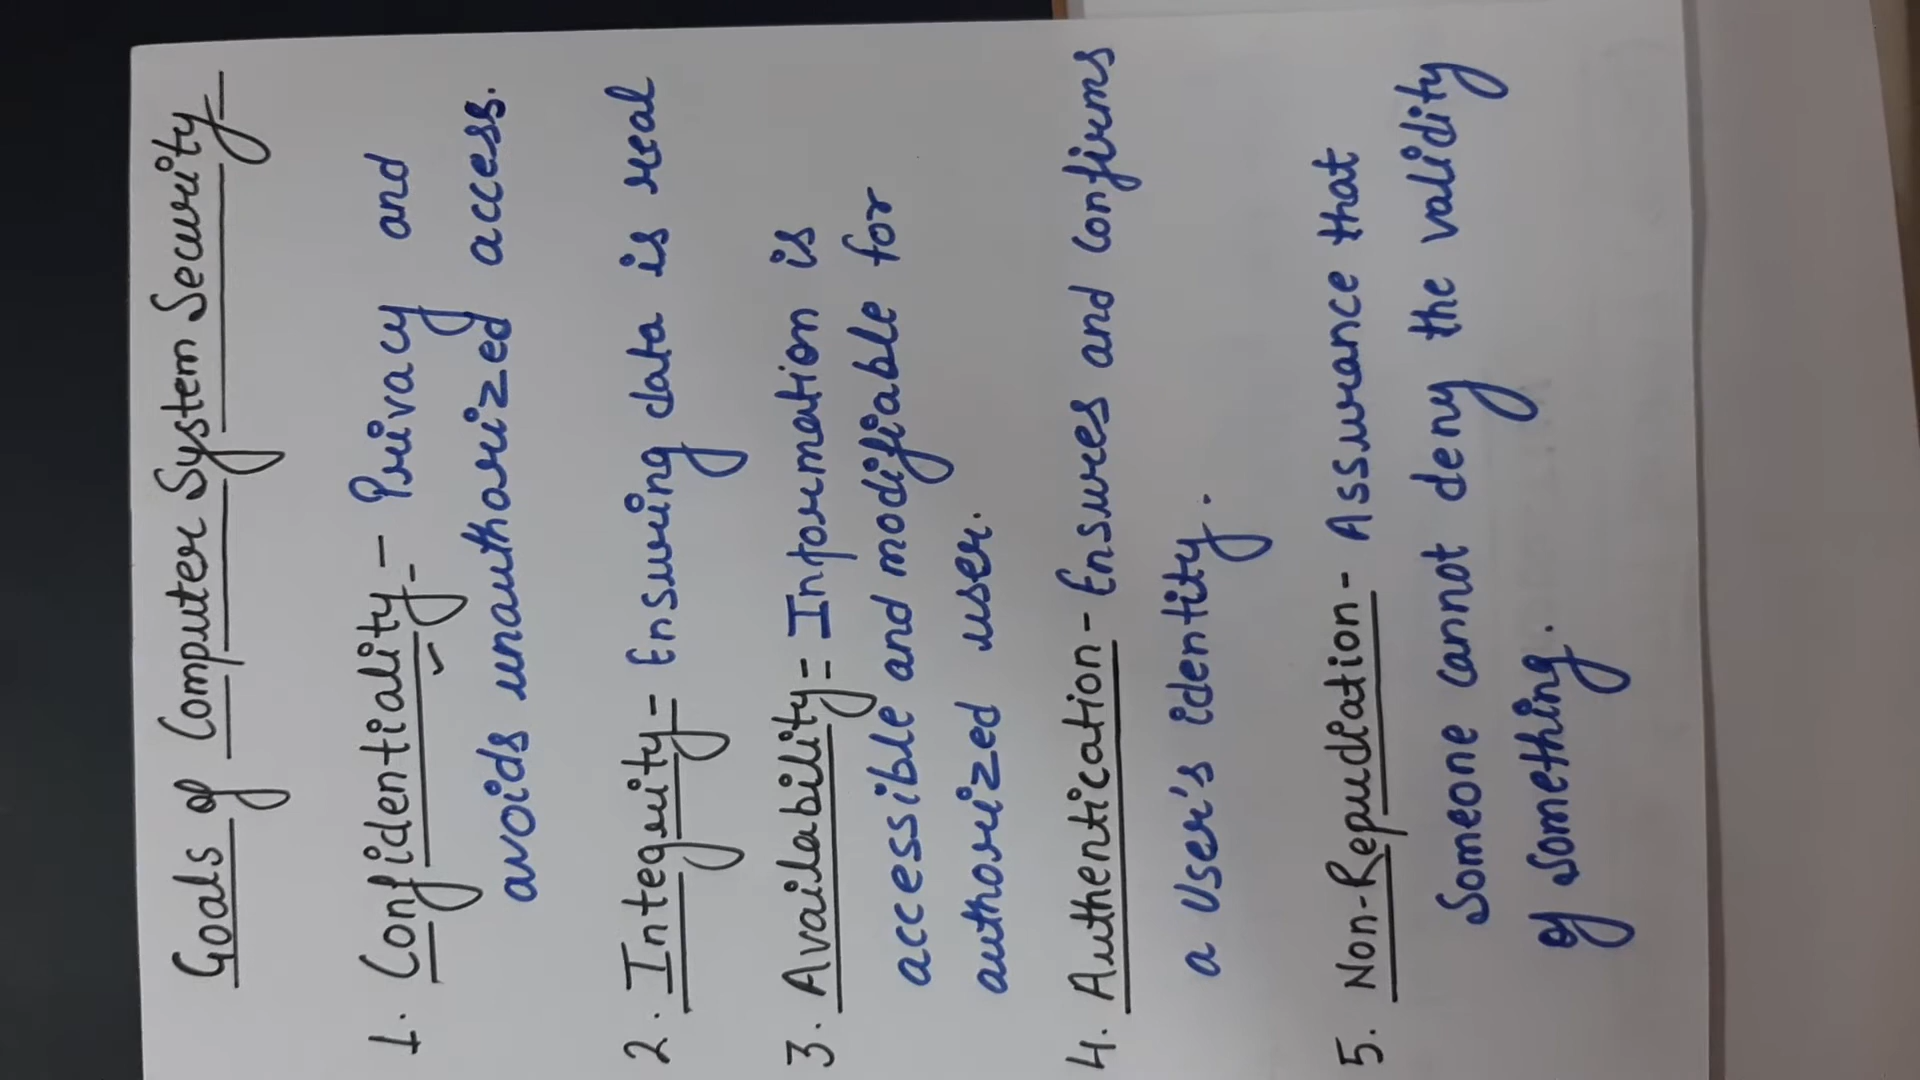 Goals of Computer System Security
1. Confidentiality - Privacy and
avoids unauthorized access.
2. Integrity = Ensuring data is real
3. Availability = Information is
accessible and modifiable for
authorized user.
4. Authentication - Ensures and Confirms
a User's identity.
5. Non-Repudiation - Assurance that
Someone cannot deny the validity
of something.